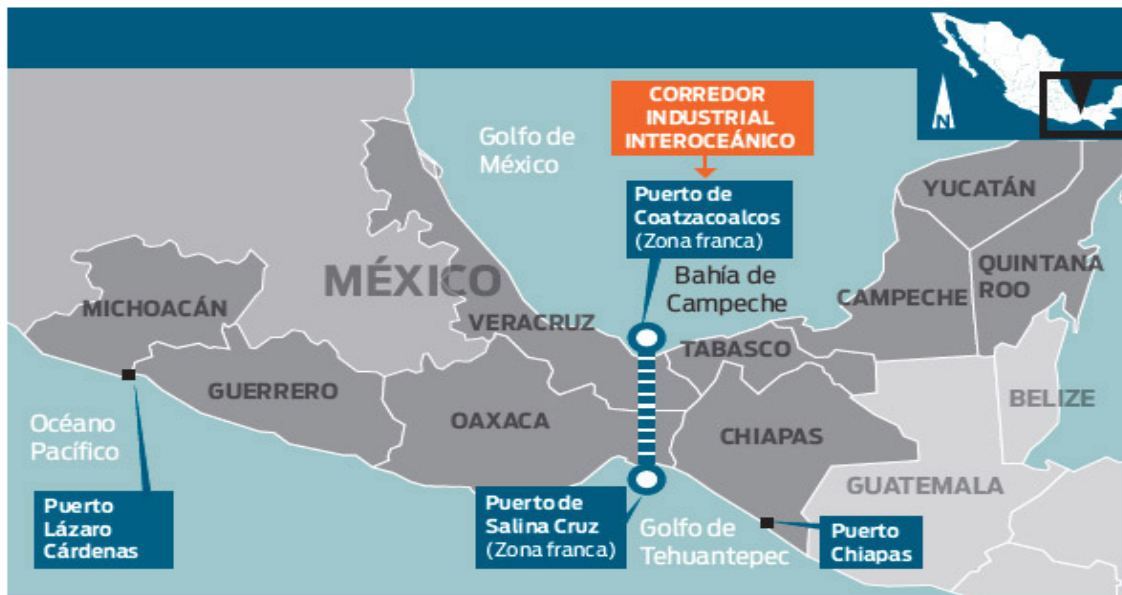 N
CORREDOR
INDUSTRIAL
INTEROCEÁNICO
Golfo de
México
Puerto de
Coatzacoalcos
(Zona franca)
YUCATÁN
QUINTANA
ROO
Bahía de
Campeche
CAMPECHE
MÉXICO
MICHOACÁN
VERACRUZ
TABASCO
GUERRERO
OAXACA
CHIAPAS
BELIZE
GUATEMALA
Océano
Pacífico
Puerto
Lázaro
Cárdenas
Puerto de
Salina Cruz
(Zona franca)
Golfo de
Tehuantepec
Puerto
Chiapas